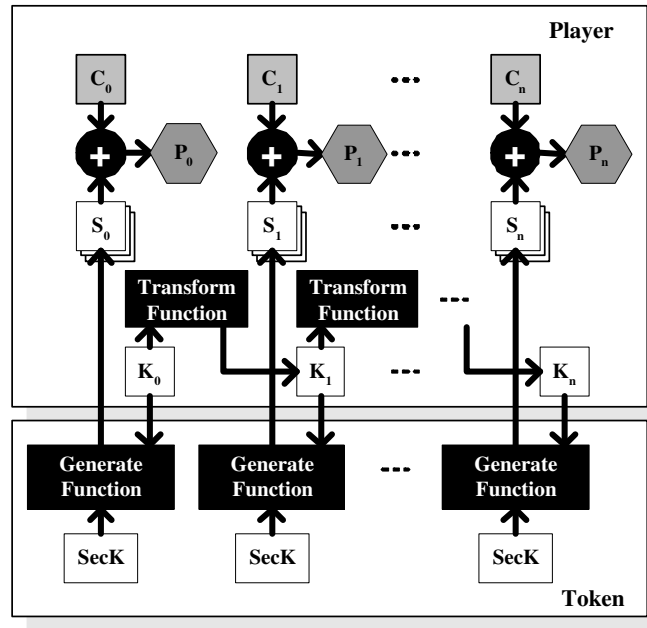 Player
C₀ C₁ Cₙ
+ P₀ + P₁ + Pₙ
S₀ S₁ Sₙ
Transform Transform
Function Function
K₀ K₁ Kₙ
Generate Generate Generate
Function Function Function
SecK SecK SecK
Token